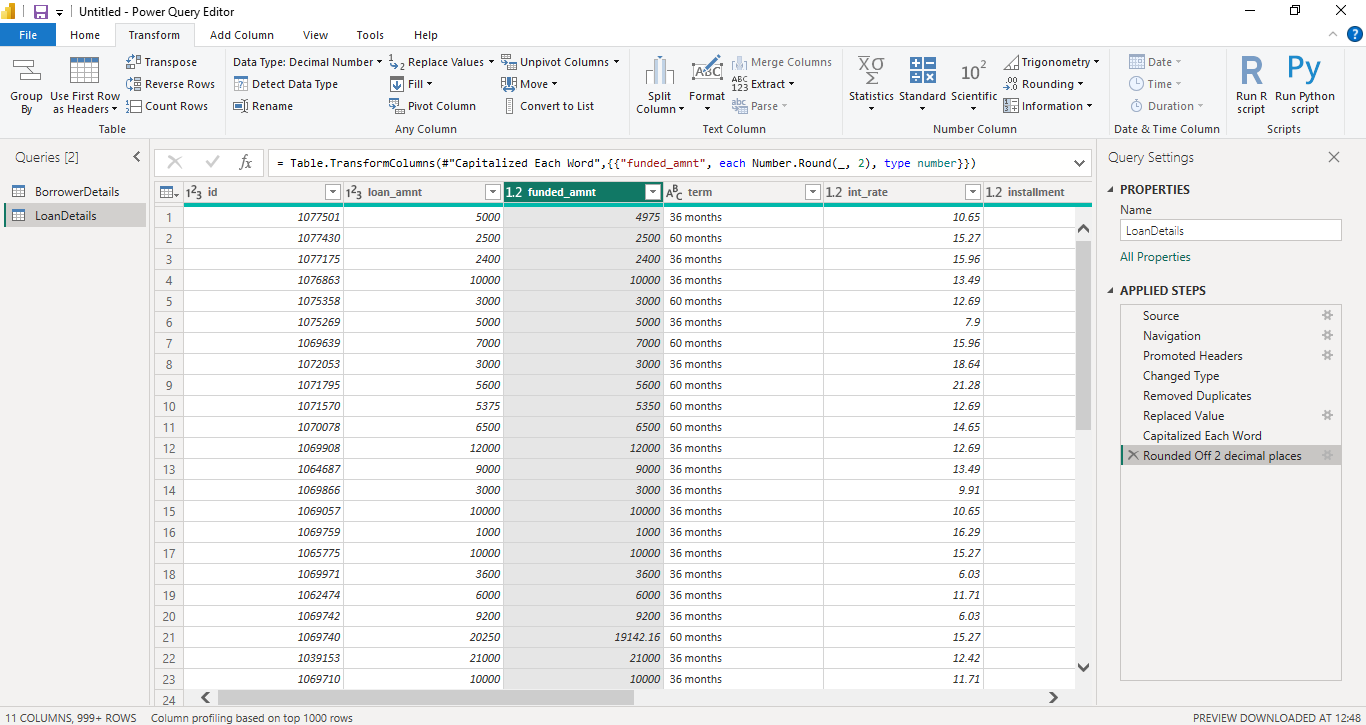 Untitled - Power Query Editor
File Home Transform Add Column View Tools Help
Group By
Use First Row as Headers
Transpose
Reverse Rows
Count Rows
Table
Data Type: Decimal Number
Detect Data Type
Rename
Replace Values
Fill
Pivot Column
Unpivot Columns
Move
Convert to List
Any Column
Split Column
Format
Merge Columns
Extract
Parse
Text Column
Statistics
Standard
Scientific
Trigonometry
Rounding
Information
Number Column
Date
Time
Duration
Date & Time Column
Run R script
Run Python script
Scripts
Queries [2]
BorrowerDetails
LoanDetails
= Table.TransformColumns(#"Capitalized Each Word",{{"funded_amnt", each Number.Round(_, 2), type number}})
id loan_amnt 1.2 funded_amnt term 1.2 int_rate 1.2 installment
1 1077501 5000 4975 36 months 10.65
2 1077430 2500 2500 60 months 15.27
3 1077175 2400 2400 36 months 15.96
4 1076863 10000 10000 36 months 13.49
5 1075358 3000 3000 60 months 12.69
6 1075269 5000 5000 36 months 7.9
7 1069639 7000 7000 60 months 15.96
8 1072053 3000 3000 36 months 18.64
9 1071795 5600 5600 60 months 21.28
10 1071570 5375 5350 60 months 12.69
11 1070078 6500 6500 60 months 14.65
12 1069908 12000 12000 36 months 12.69
13 1064687 9000 9000 36 months 13.49
14 1069866 3000 3000 36 months 9.91
15 1069057 10000 10000 36 months 10.65
16 1069759 1000 1000 36 months 16.29
17 1065775 10000 10000 36 months 15.27
18 1069971 3600 3600 36 months 6.03
19 1062474 6000 6000 36 months 11.71
20 1069742 9200 9200 36 months 6.03
21 1069740 20250 19142.16 60 months 15.27
22 1039153 21000 21000 36 months 12.42
23 1069710 10000 10000 36 months 11.71
24
Query Settings
PROPERTIES
Name
LoanDetails
All Properties
APPLIED STEPS
Source
Navigation
Promoted Headers
Changed Type
Removed Duplicates
Replaced Value
Capitalized Each Word
Rounded Off 2 decimal places
11 COLUMNS, 999+ ROWS Column profiling based on top 1000 rows
PREVIEW DOWNLOADED AT 12:48